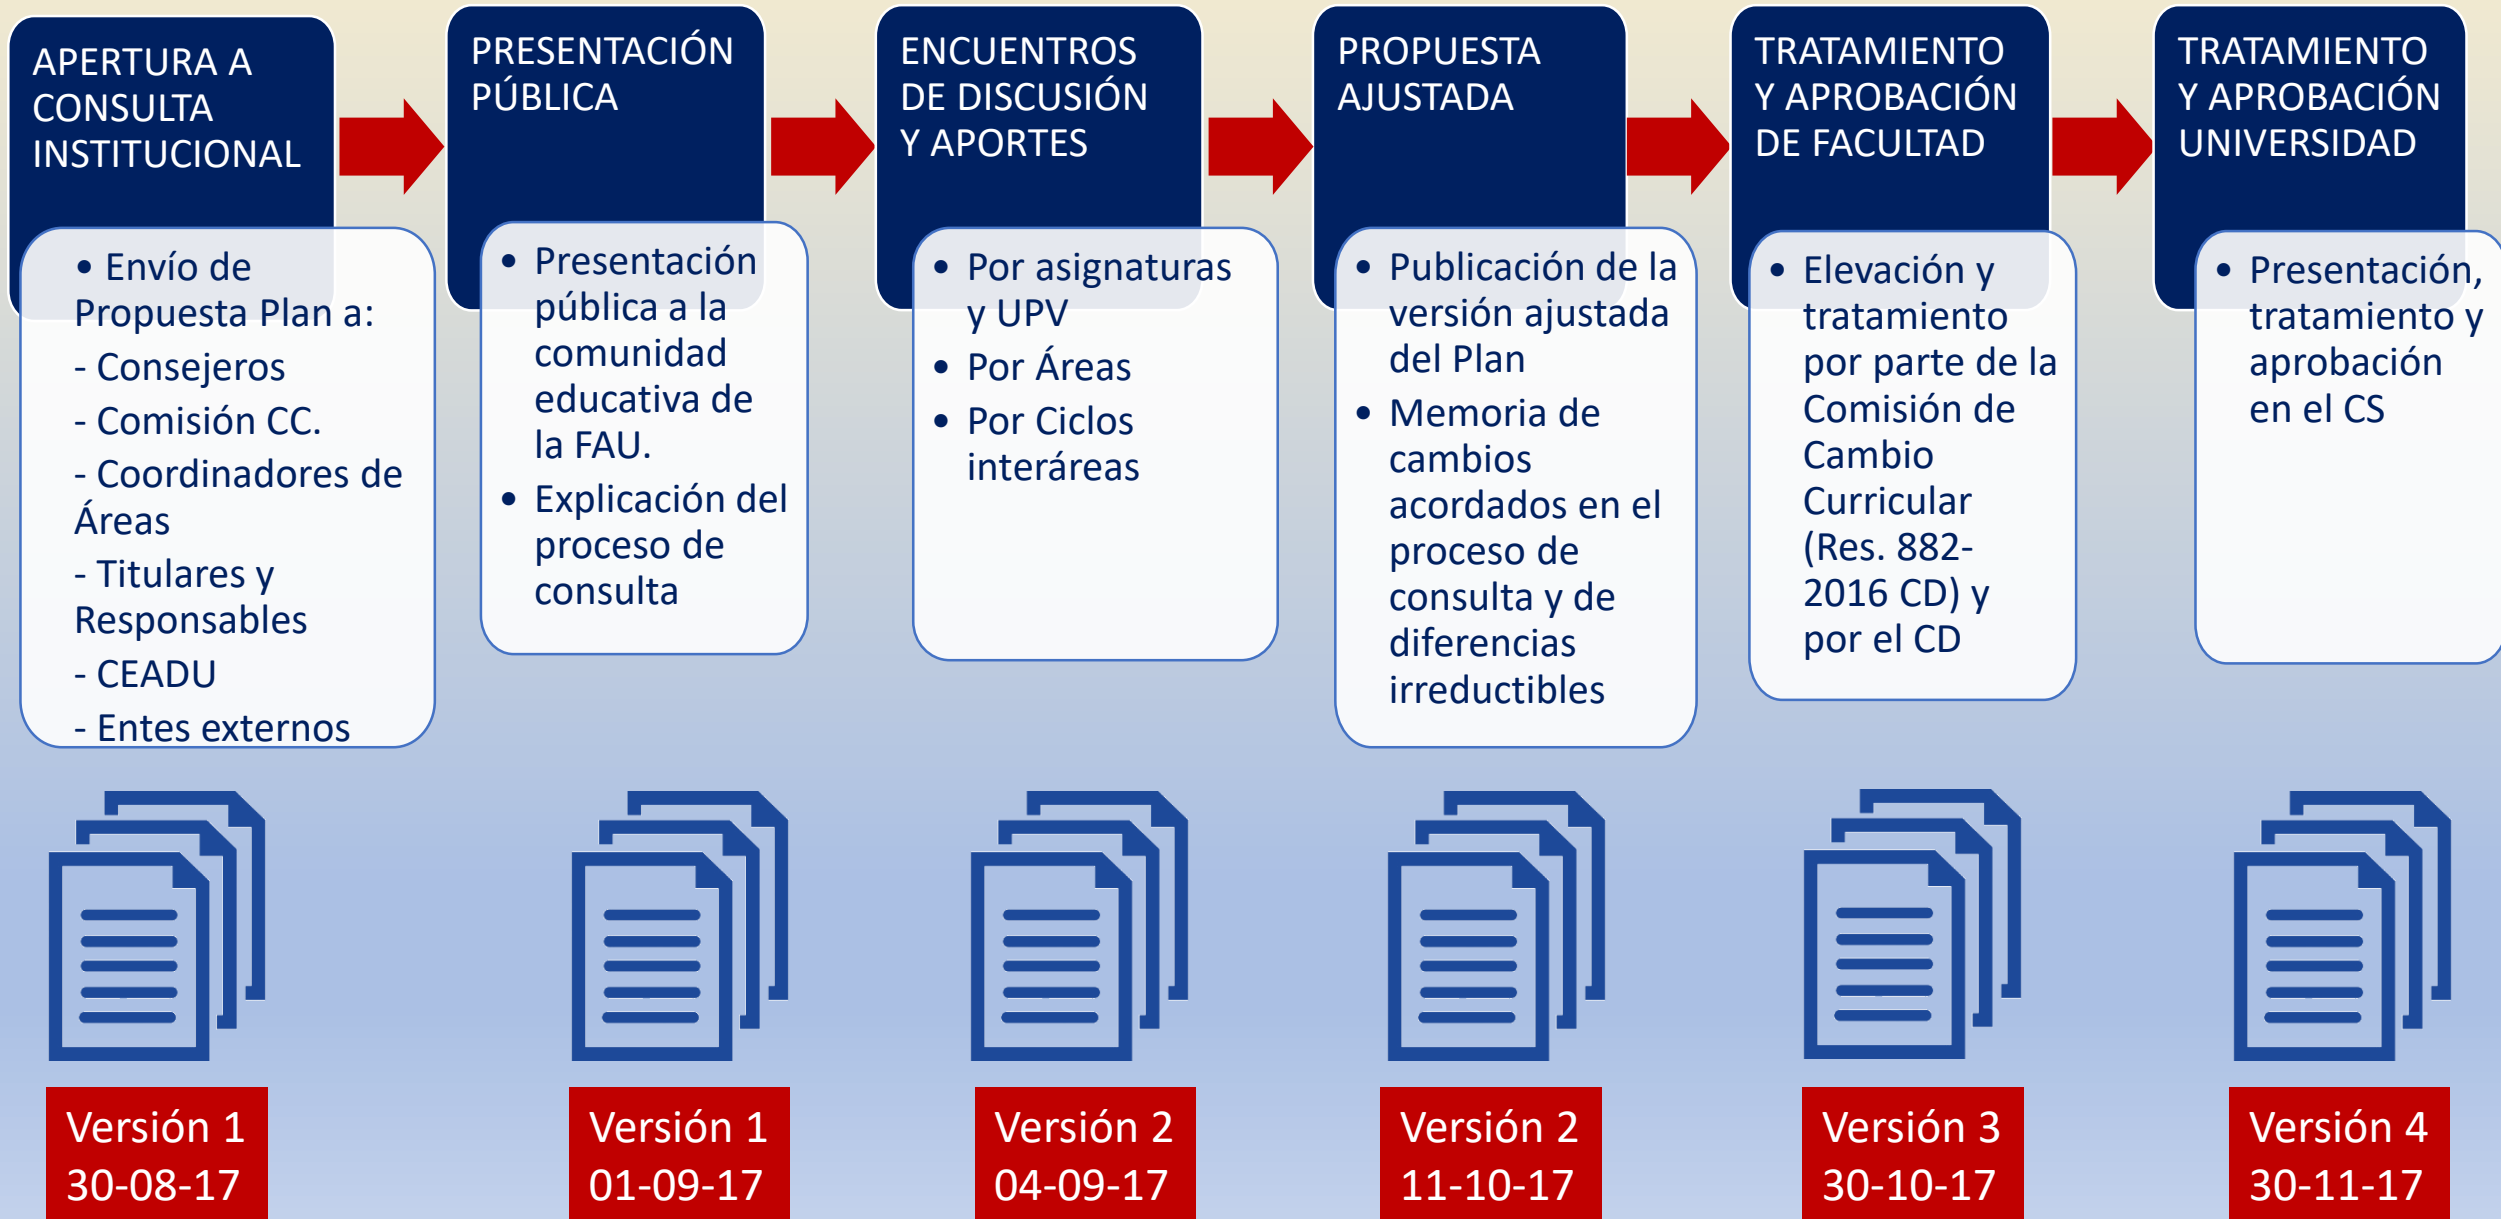 APERTURA A
CONSULTA
INSTITUCIONAL
• Envío de
Propuesta Plan a:
- Consejeros
- Comisión CC.
- Coordinadores de
Áreas
- Titulares y
Responsables
- CEADU
- Entes externos
Versión 1
30-08-17
PRESENTACIÓN
PÚBLICA
• Presentación
pública a la
comunidad
educativa de
la FAU.
• Explicación del
proceso de
consulta
Versión 1
01-09-17
ENCUENTROS
DE DISCUSIÓN
Y APORTES
• Por asignaturas
y UPV
• Por Áreas
• Por Ciclos
interáreas
Versión 2
04-09-17
PROPUESTA
AJUSTADA
• Publicación de la
versión ajustada
del Plan
• Memoria de
cambios
acordados en el
proceso de
consulta y de
diferencias
irreductibles
Versión 2
11-10-17
TRATAMIENTO
Y APROBACIÓN
DE FACULTAD
• Elevación y
tratamiento
por parte de la
Comisión de
Cambio
Curricular
(Res. 882-
2016 CD) y
por el CD
Versión 3
30-10-17
TRATAMIENTO
Y APROBACIÓN
UNIVERSIDAD
• Presentación,
tratamiento y
aprobación
en el CS
Versión 4
30-11-17